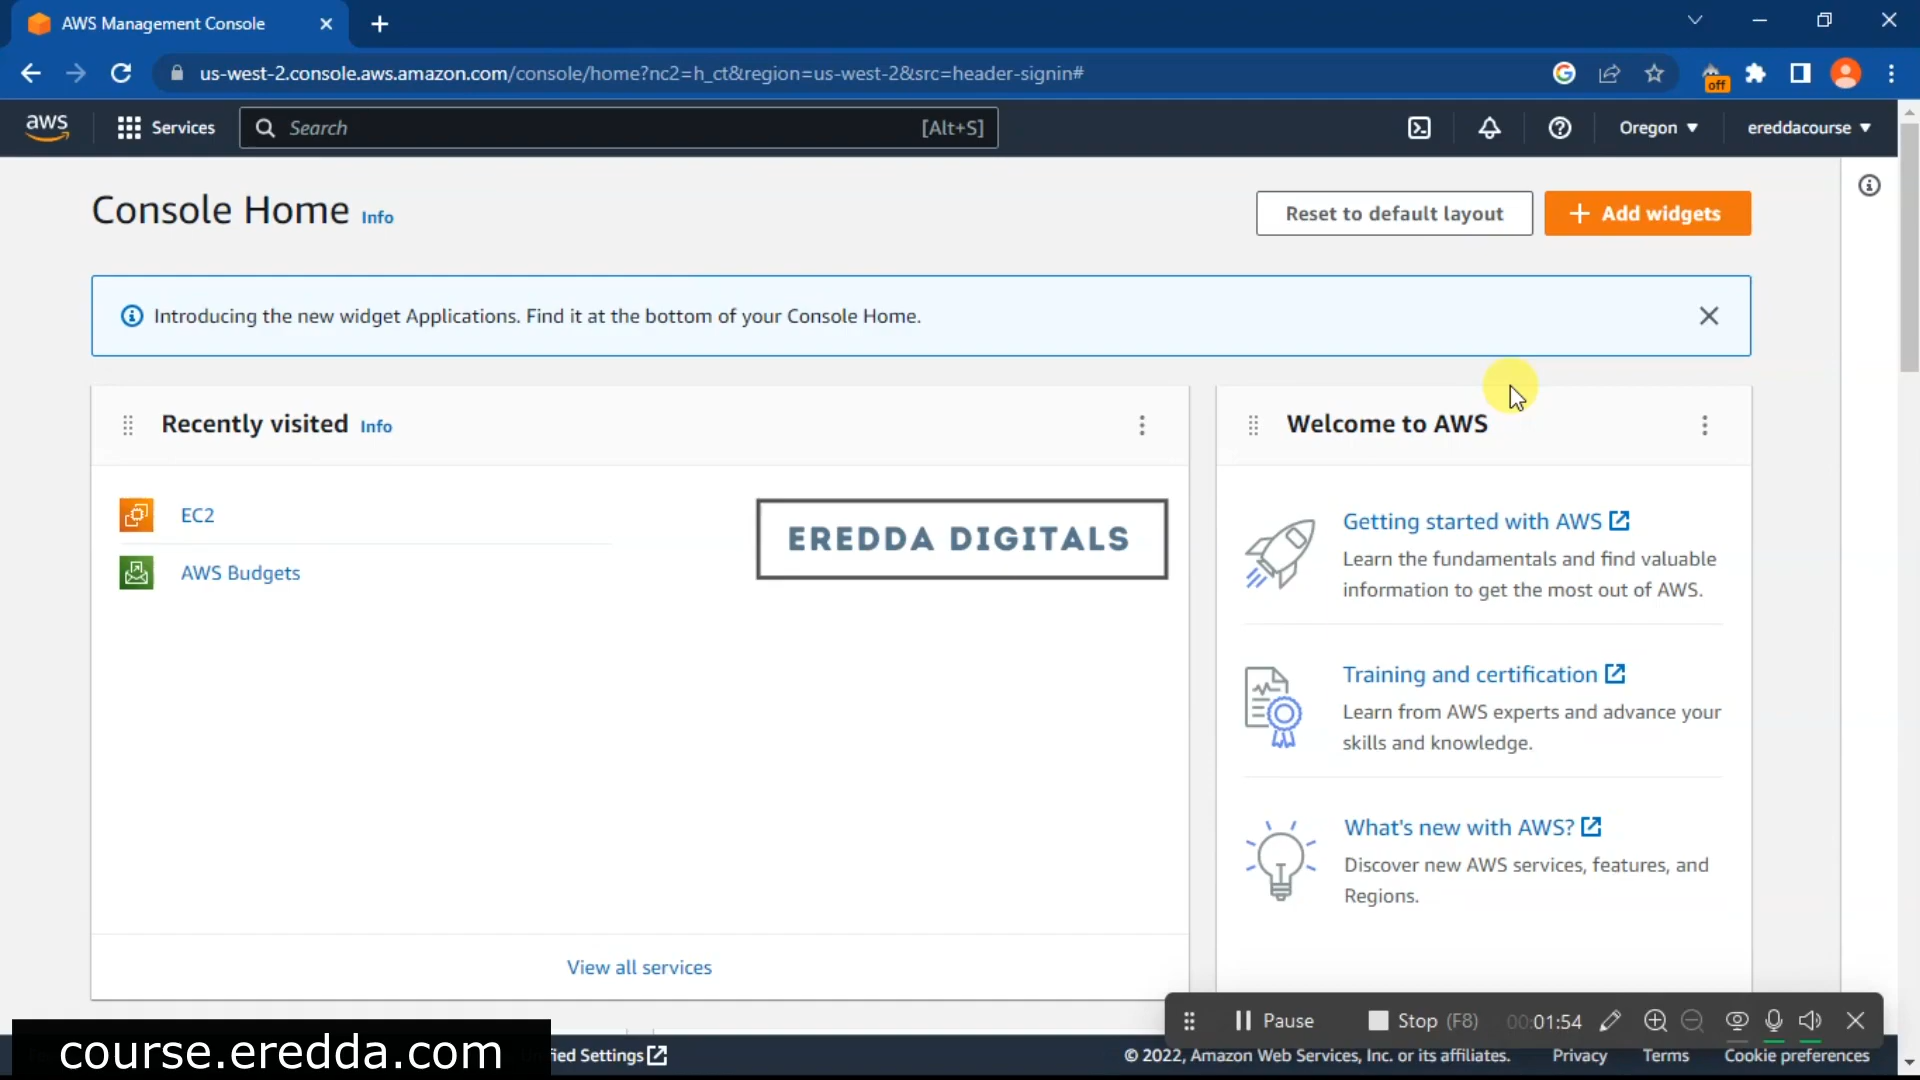 AWS Management Console
us-west-2.console.aws.amazon.com/console/home?nc2=h_ct&region=us-west-2&src=header-signin#
off
aws
Services
Search
[Alt+S]
Oregon
ereddacourse
Console Home Info
Reset to default layout
+ Add widgets
Introducing the new widget Applications. Find it at the bottom of your Console Home.
Recently visited Info
EC2
AWS Budgets
EREDDA DIGITALS
View all services
Welcome to AWS
Getting started with AWS
Learn the fundamentals and find valuable
information to get the most out of AWS.
Training and certification
Learn from AWS experts and advance your
skills and knowledge.
What's new with AWS?
Discover new AWS services, features, and
Regions.
Pause
Stop (F8)
00:01:54
course.eredda.com
fied Settings
© 2022, Amazon Web Services, Inc. or its affiliates.
Privacy
Terms
Cookie preferences